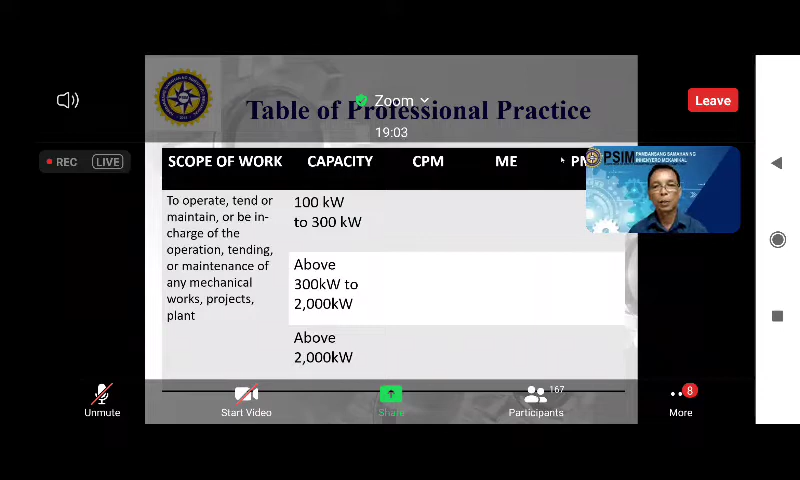 Zoom
Leave
Table of Professional Practice
19:03
REC
LIVE
SCOPE OF WORK
CAPACITY
CPM
ME
PSIM
PAMBANSANG SAMAHAN NG
INHENYERO MEKANIKAL
To operate, tend or
maintain, or be in-
charge of the
operation, tending,
or maintenance of
any mechanical
works, projects,
plant
100 kW
to 300 kW
Above
300kW to
2,000kW
Above
2,000kW
167
8
Unmute
Start Video
Share
Participants
More